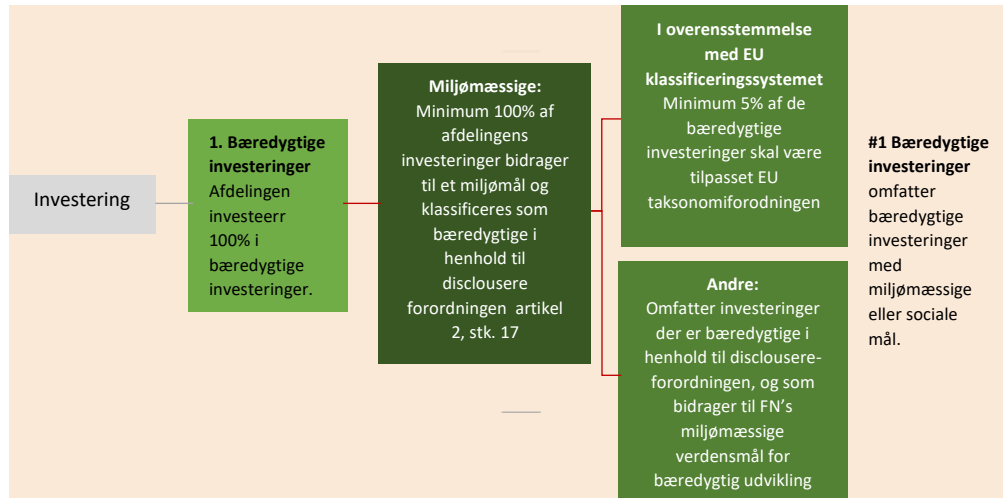 Investering
1. Bæredygtige
investeringer
Afdelingen
investeerr
100% i
bæredygtige
investeringer.
Miljømæssige:
Minimum 100% af
afdelingens
investeringer bidrager
til et miljømål og
klassificeres som
bæredygtige i
henhold til
disclousere
forordningen artikel
2, stk. 17
I overensstemmelse
med EU
klassificeringssystemet
Minimum 5% af de
bæredygtige
investeringer skal være
tilpasset EU
taksonomiforodningen
Andre:
Omfatter investeringer
der er bæredygtige i
henhold til disclousere-
forordningen, og som
bidrager til FN’s
miljømæssige
verdensmål for
bæredygtig udvikling
#1 Bæredygtige
investeringer
omfatter
bæredygtige
investeringer
med
miljømæssige
eller sociale
mål.